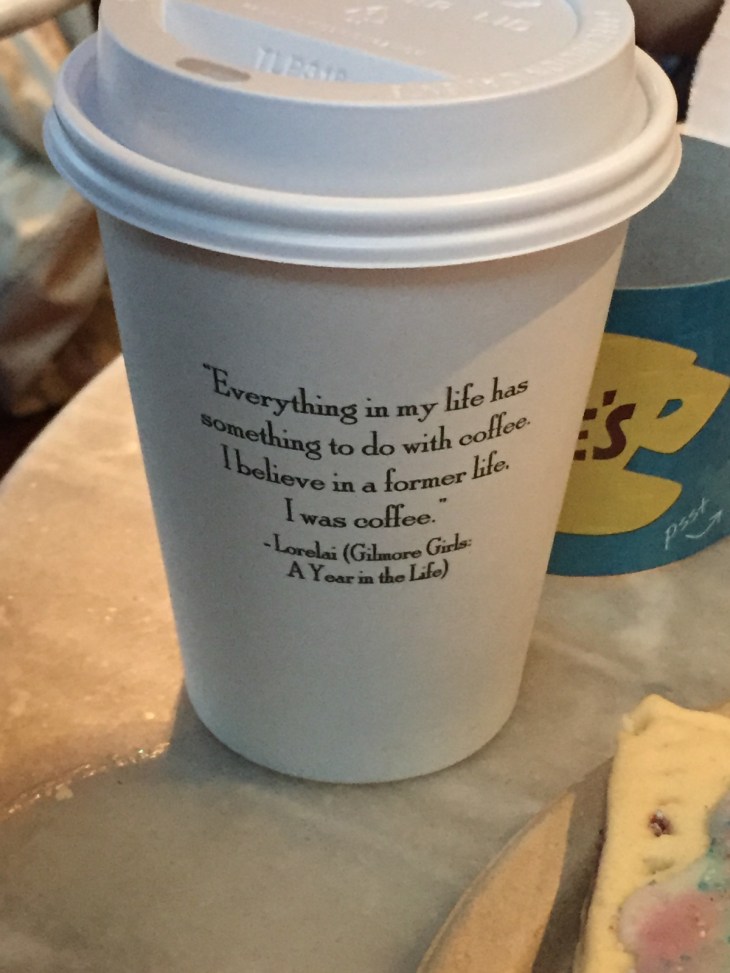 TLP316
"Everything in my life has
something to do with coffee.
I believe in a former life,
I was coffee."
-Lorelai (Gilmore Girls:
A Year in the Life)
E'S
psst